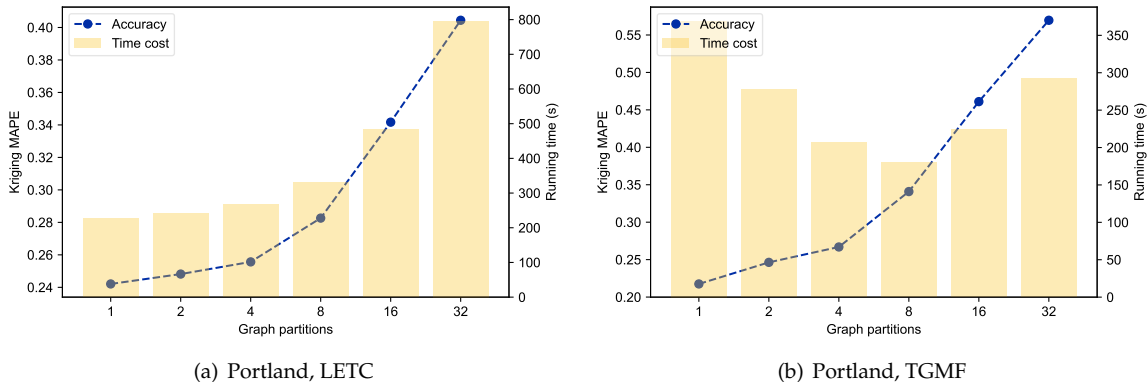 Accuracy
Time cost
0.40
0.38
0.36
0.34
0.32
0.30
0.28
0.26
0.24
Kriging MAPE
800
700
600
500
400
300
200
100
0
Running time (s)
1 2 4 8 16 32
Graph partitions
(a) Portland, LETC
Accuracy
Time cost
0.55
0.50
0.45
0.40
0.35
0.30
0.25
0.20
Kriging MAPE
350
300
250
200
150
100
50
0
Running time (s)
1 2 4 8 16 32
Graph partitions
(b) Portland, TGMF